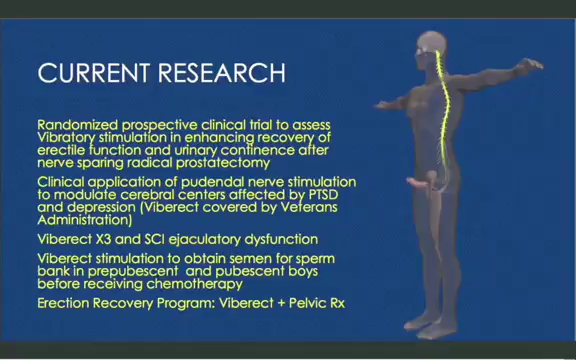 CURRENT RESEARCH
Randomized prospective clinical trial to assess
Vibratory stimulation in enhancing recovery of
erectile function and urinary continence after
nerve sparing radical prostatectomy
Clinical application of pudendal nerve stimulation
to modulate cerebral centers affected by PTSD
and depression (Viberect covered by Veterans
Administration)
Viberect X3 and SCI ejaculatory dysfunction
Viberect stimulation to obtain semen for sperm
bank in prepubescent and pubescent boys
before receiving chemotherapy
Erection Recovery Program: Viberect + Pelvic Rx